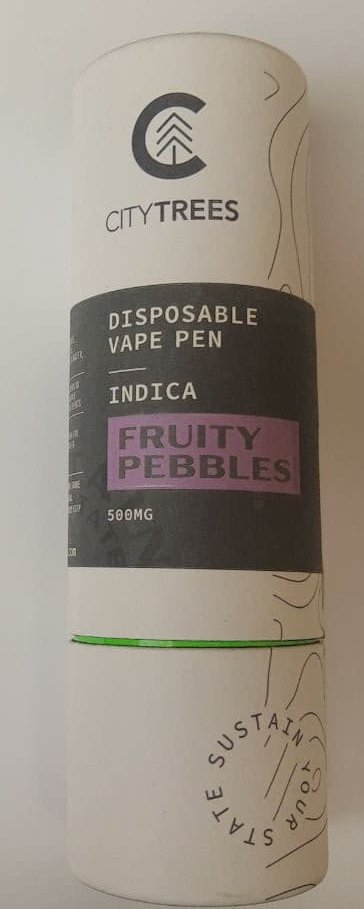 CITYTREES
DISPOSABLE
VAPE PEN
INDICA
FRUITY
PEBBLES
500MG
SUSTAIN YOUR STATE